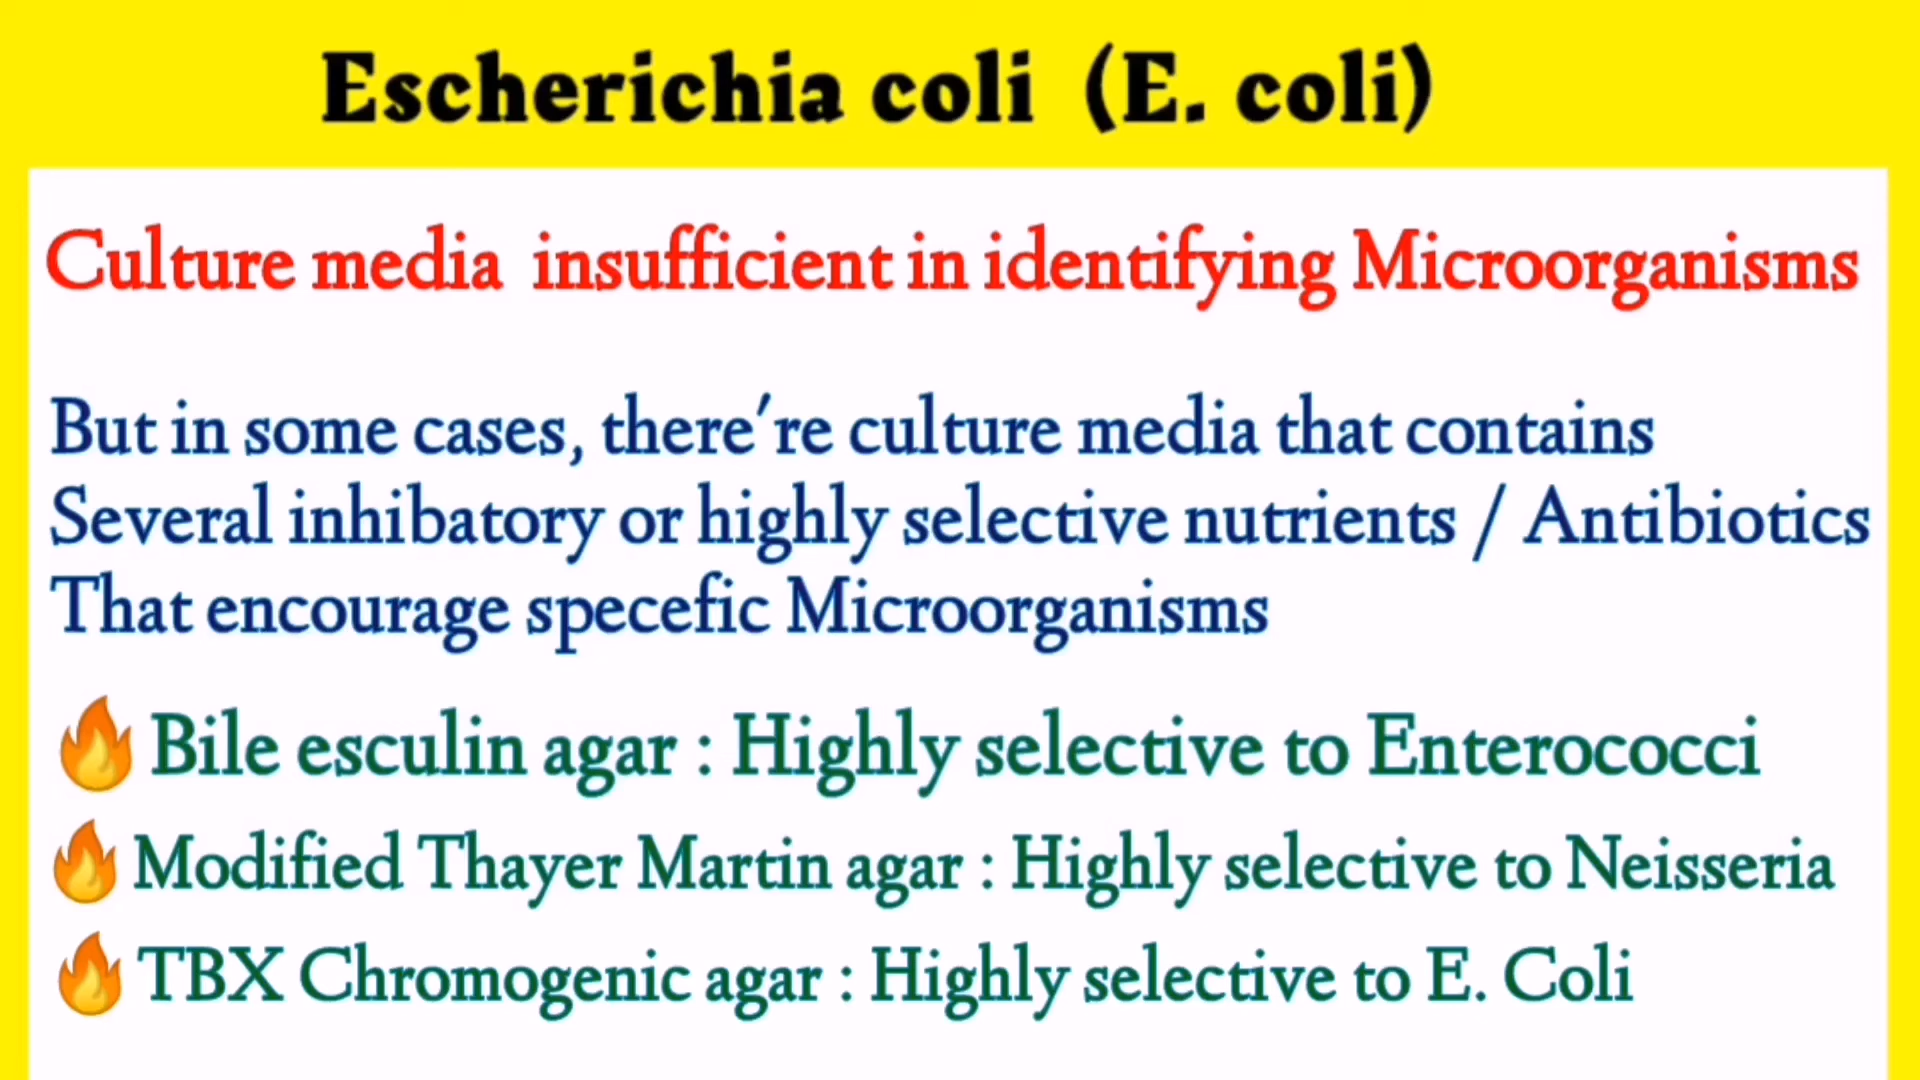 Escherichia coli (E. coli)
Culture media insufficient in identifying Microorganisms
But in some cases, there're culture media that contains
Several inhibatory or highly selective nutrients / Antibiotics
That encourage specefic Microorganisms
🔥 Bile esculin agar : Highly selective to Enterococci
🔥 Modified Thayer Martin agar : Highly selective to Neisseria
🔥 TBX Chromogenic agar : Highly selective to E. Coli